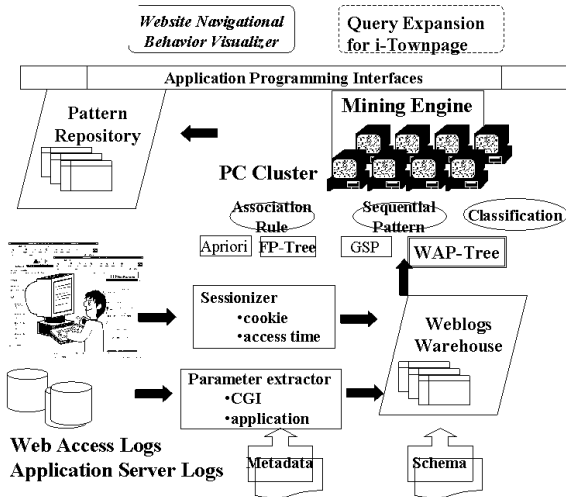 Website Navigational
Behavior Visualizer
Query Expansion
for i-Townpage
Application Programming Interfaces
Pattern
Repository
Mining Engine
PC Cluster
Association
Rule
Sequential
Pattern
Classification
Apriori
FP-Tree
GSP
WAP-Tree
Sessionizer
•cookie
•access time
Weblogs
Warehouse
Parameter extractor
•CGI
•application
Web Access Logs
Application Server Logs
Metadata
Schema